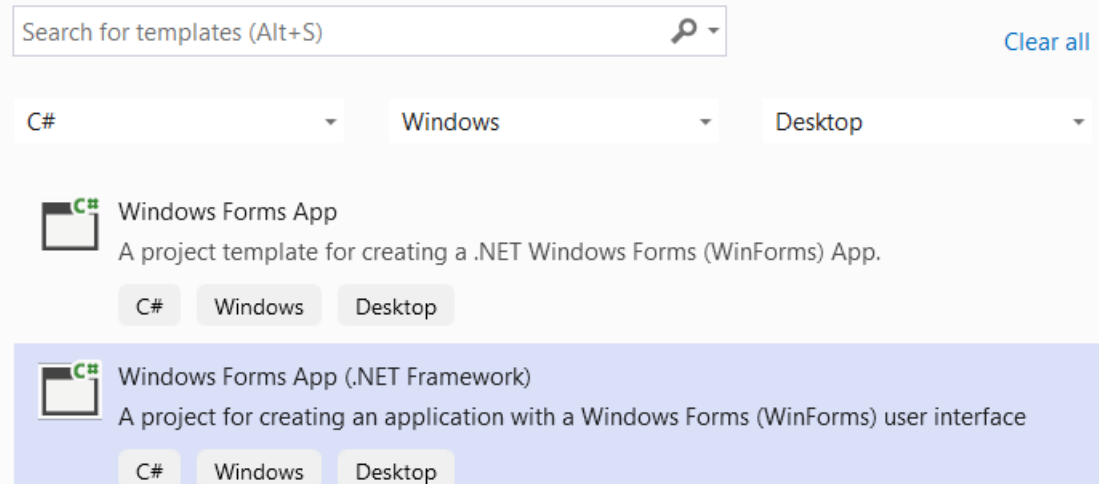 Search for templates (Alt+S)
Clear all
C#
Windows
Desktop
C#
Windows Forms App
A project template for creating a .NET Windows Forms (WinForms) App.
C#
Windows
Desktop
C#
Windows Forms App (.NET Framework)
A project for creating an application with a Windows Forms (WinForms) user interface
C#
Windows
Desktop